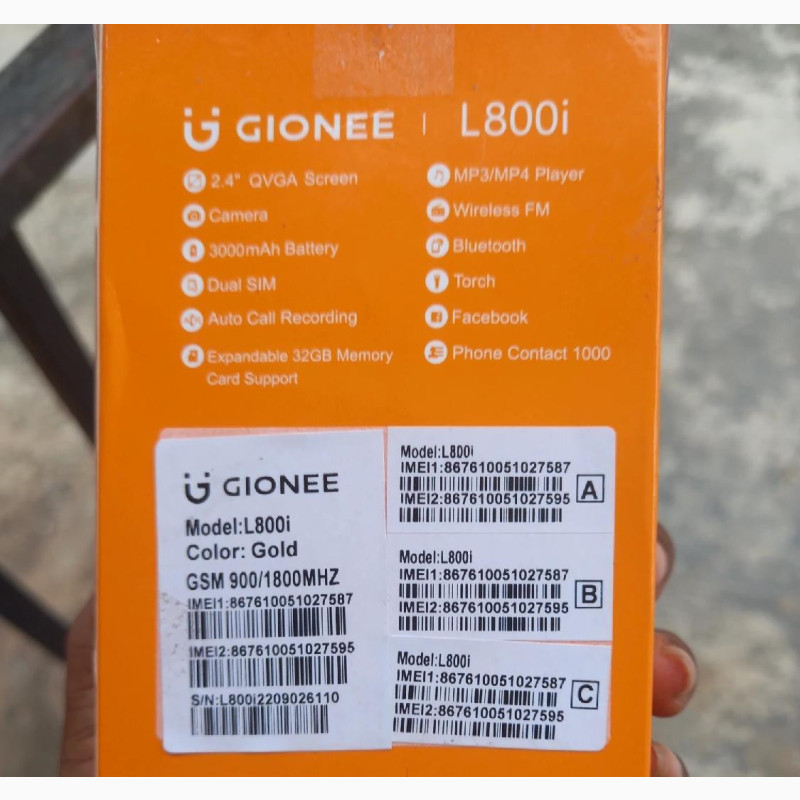 GIONEE | L800i
2.4" QVGA Screen
Camera
3000mAh Battery
Dual SIM
Auto Call Recording
Expandable 32GB Memory
Card Support
MP3/MP4 Player
Wireless FM
Bluetooth
Torch
Facebook
Phone Contact 1000
GIONEE
Model:L800i
Color: Gold
GSM 900/1800MHZ
IMEI1:867610051027587
IMEI2:867610051027595
S/N:L800i2209026110
Model:L800i
IMEI1:867610051027587
IMEI2:867610051027595
A
Model:L800i
IMEI1:867610051027587
IMEI2:867610051027595
B
Model:L800i
IMEI1:867610051027587
IMEI2:867610051027595
C